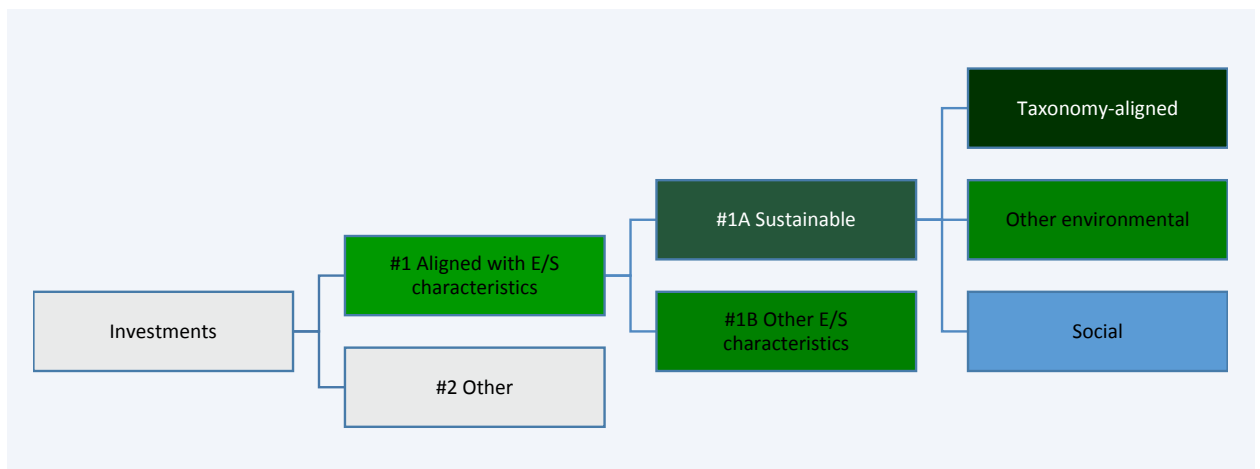 Investments
#1 Aligned with E/S
characteristics
#2 Other
#1A Sustainable
#1B Other E/S
characteristics
Taxonomy-aligned
Other environmental
Social